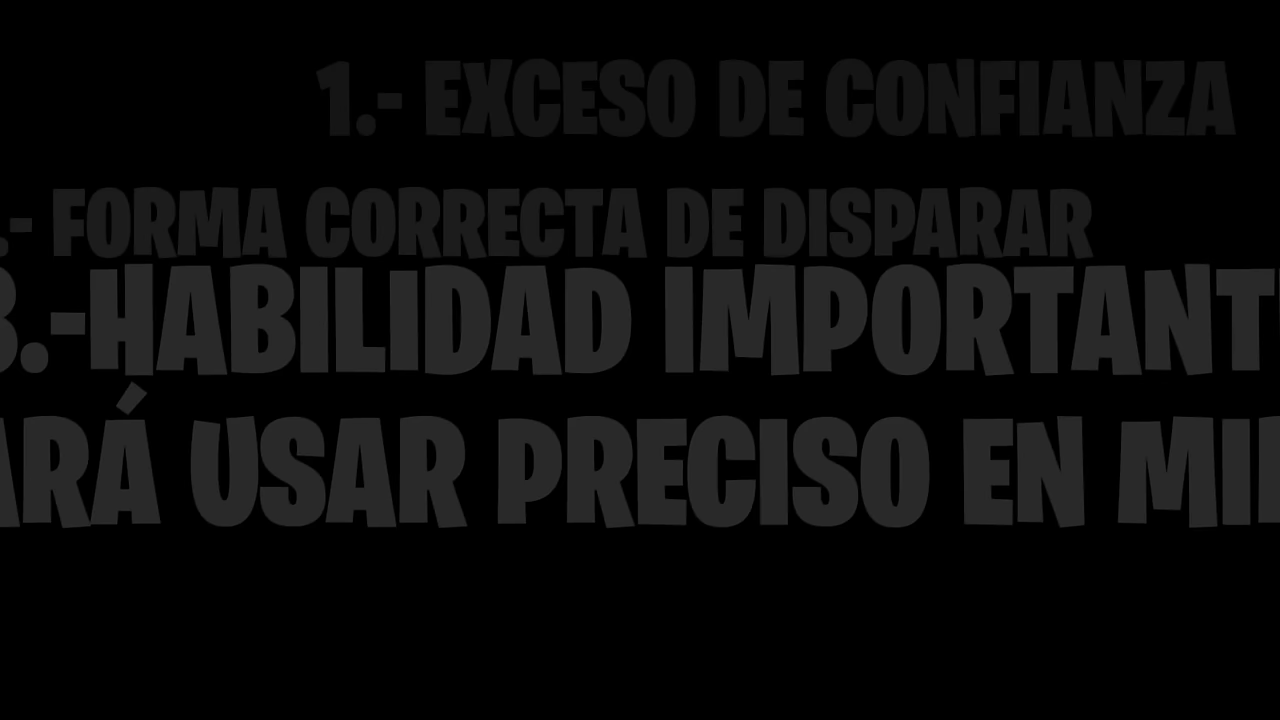 1.- EXCESO DE CONFIANZA
.- FORMA CORRECTA DE DISPARAR
3.-HABILIDAD IMPORTANT
ARÁ USAR PRECISO EN MI